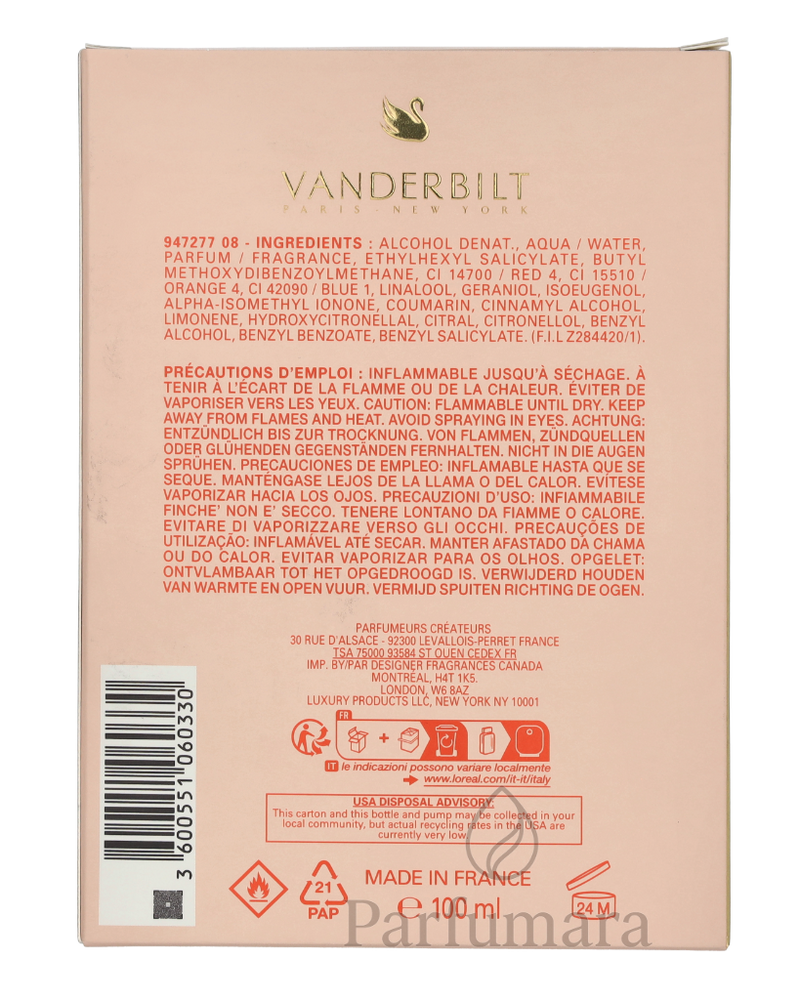 VANDERBILT
PARIS - NEW YORK
947277 08 - INGREDIENTS : ALCOHOL DENAT., AQUA / WATER,
PARFUM / FRAGRANCE, ETHYLHEXYL SALICYLATE, BUTYL
METHOXYDIBENZOYLMETHANE, CI 14700 / RED 4, CI 15510 /
ORANGE 4, CI 42090 / BLUE 1, LINALOOL, GERANIOL, ISOEUGENOL,
ALPHA-ISOMETHYL IONONE, COUMARIN, CINNAMYL ALCOHOL,
LIMONENE, HYDROXYCITRONELLAL, CITRAL, CITRONELLOL, BENZYL
ALCOHOL, BENZYL BENZOATE, BENZYL SALICYLATE. (F.I.L Z284420/1).
PRÉCAUTIONS D'EMPLOI : INFLAMMABLE JUSQU'À SÉCHAGE. À
TENIR À L'ÉCART DE LA FLAMME OU DE LA CHALEUR. ÉVITER DE
VAPORISER VERS LES YEUX. CAUTION: FLAMMABLE UNTIL DRY. KEEP
AWAY FROM FLAMES AND HEAT. AVOID SPRAYING IN EYES. ACHTUNG:
ENTZÜNDLICH BIS ZUR TROCKNUNG. VON FLAMMEN, ZÜNDQUELLEN
ODER GLÜHENDEN GEGENSTÄNDEN FERNHALTEN. NICHT IN DIE AUGEN
SPRÜHEN. PRECAUCIONES DE EMPLEO: INFLAMABLE HASTA QUE SE
SEQUE. MANTÉNGASE LEJOS DE LA LLAMA O DEL CALOR. EVÍTESE
VAPORIZAR HACIA LOS OJOS. PRECAUZIONI D'USO: INFIAMMABILE
FINCHE' NON E' SECCO. TENERE LONTANO DA FIAMME O CALORE.
EVITARE DI VAPORIZZARE VERSO GLI OCCHI. PRECAUÇÕES DE
UTILIZAÇÃO: INFLAMÁVEL ATÉ SECAR. MANTER AFASTADO DA CHAMA
OU DO CALOR. EVITAR VAPORIZAR PARA OS OLHOS. OPGELET:
ONTVLAMBAAR TOT HET OPGEDROOGD IS. VERWIJDERD HOUDEN
VAN WARMTE EN OPEN VUUR. VERMIJD SPUITEN RICHTING DE OGEN.
PARFUMEURS CRÉATEURS
30 RUE D'ALSACE - 92300 LEVALLOIS-PERRET FRANCE
TSA 75000 93584 ST OUEN CEDEX FR
IMP. BY/PAR DESIGNER FRAGRANCES CANADA
MONTRÉAL, H4T 1K5.
LONDON, W6 8AZ
LUXURY PRODUCTS LLC, NEW YORK NY 10001
FR
+
IT le indicazioni possono variare localmente
www.loreal.com/it-it/italy
USA DISPOSAL ADVISORY:
This carton and this bottle and pump may be collected in your
local community, but actual recycling rates in the USA are
currently very low.
3 600551 060330
21
PAP
MADE IN FRANCE
℮ 100 ml
24 M
Parfumara